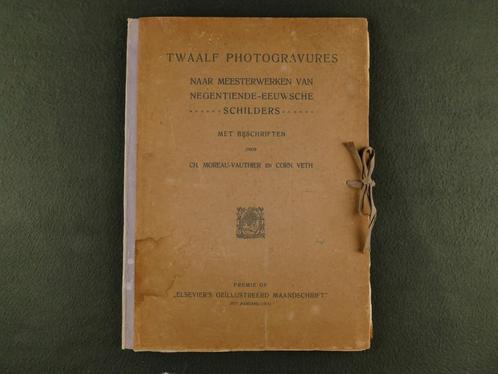 TWAALF PHOTOGRAVURES
NAAR MEESTERWERKEN VAN
NEGENTIENDE-EEUWSCHE
SCHILDERS
MET BIJSCHRIFTEN
DOOR
CH. MOREAU-VAUTHIER EN CORN. VETH
PREMIE OP
„ELSEVIER'S GEÏLLUSTREERD MAANDSCHRIFT"